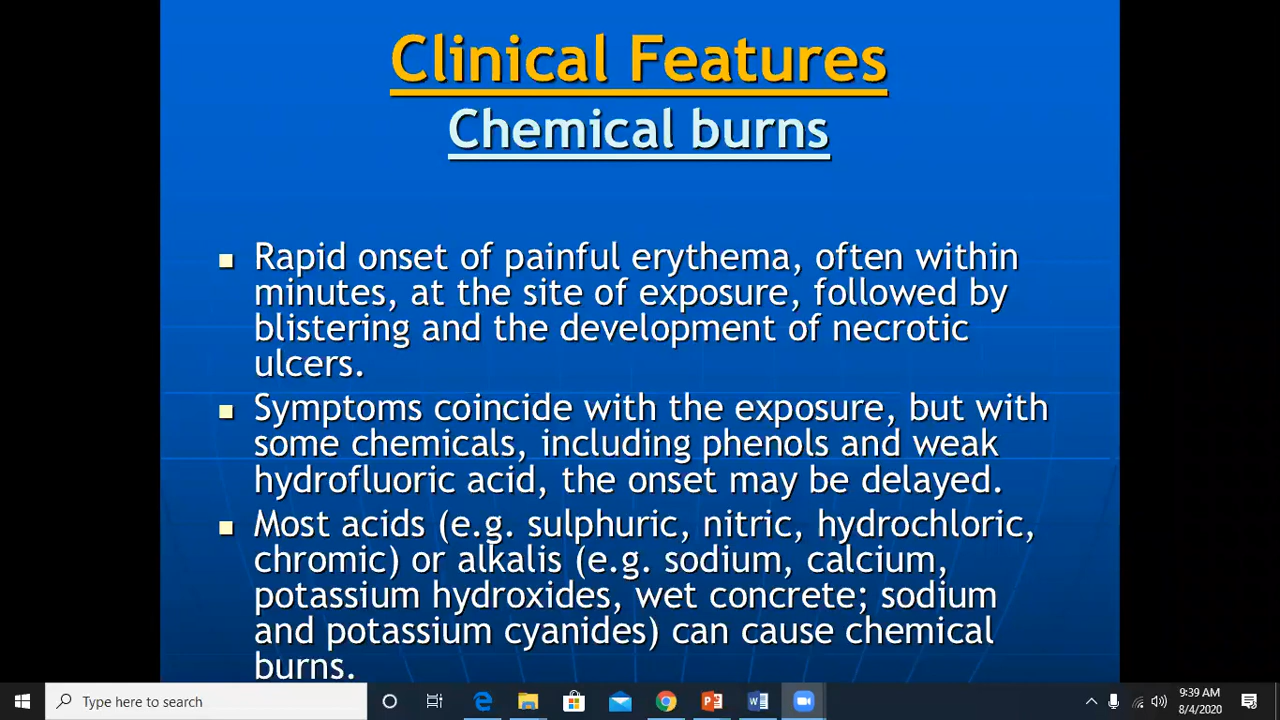 Clinical Features
Chemical burns
Rapid onset of painful erythema, often within
minutes, at the site of exposure, followed by
blistering and the development of necrotic
ulcers.
Symptoms coincide with the exposure, but with
some chemicals, including phenols and weak
hydrofluoric acid, the onset may be delayed.
Most acids (e.g. sulphuric, nitric, hydrochloric,
chromic) or alkalis (e.g. sodium, calcium,
potassium hydroxides, wet concrete; sodium
and potassium cyanides) can cause chemical
burns.
Type here to search
9:39 AM
8/4/2020